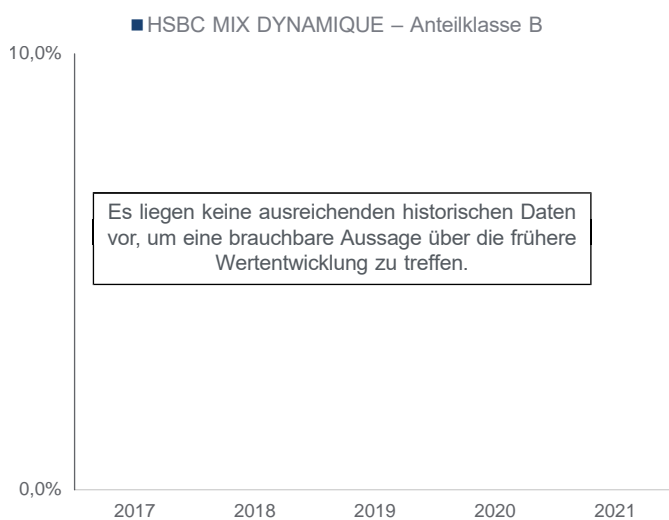 HSBC MIX DYNAMIQUE – Anteilklasse B
10,0%
Es liegen keine ausreichenden historischen Daten
vor, um eine brauchbare Aussage über die frühere
Wertentwicklung zu treffen.
0,0%
2017 2018 2019 2020 2021